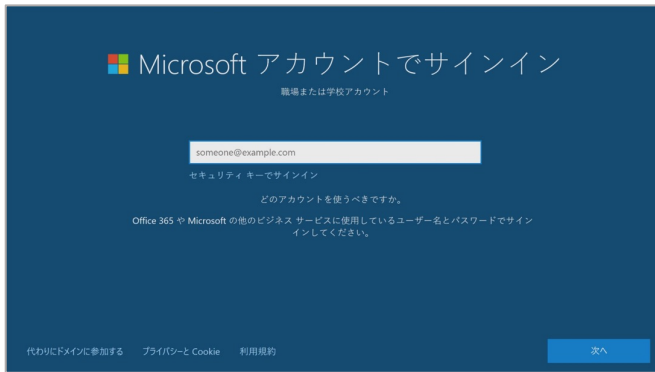 Microsoft アカウントでサインイン
職場または学校アカウント
someone@example.com
セキュリティ キーでサインイン
どのアカウントを使うべきですか。
Office 365 や Microsoft の他のビジネス サービスに使用しているユーザー名とパスワードでサイン
インしてください。
代わりにドメインに参加する プライバシーと Cookie 利用規約 次へ